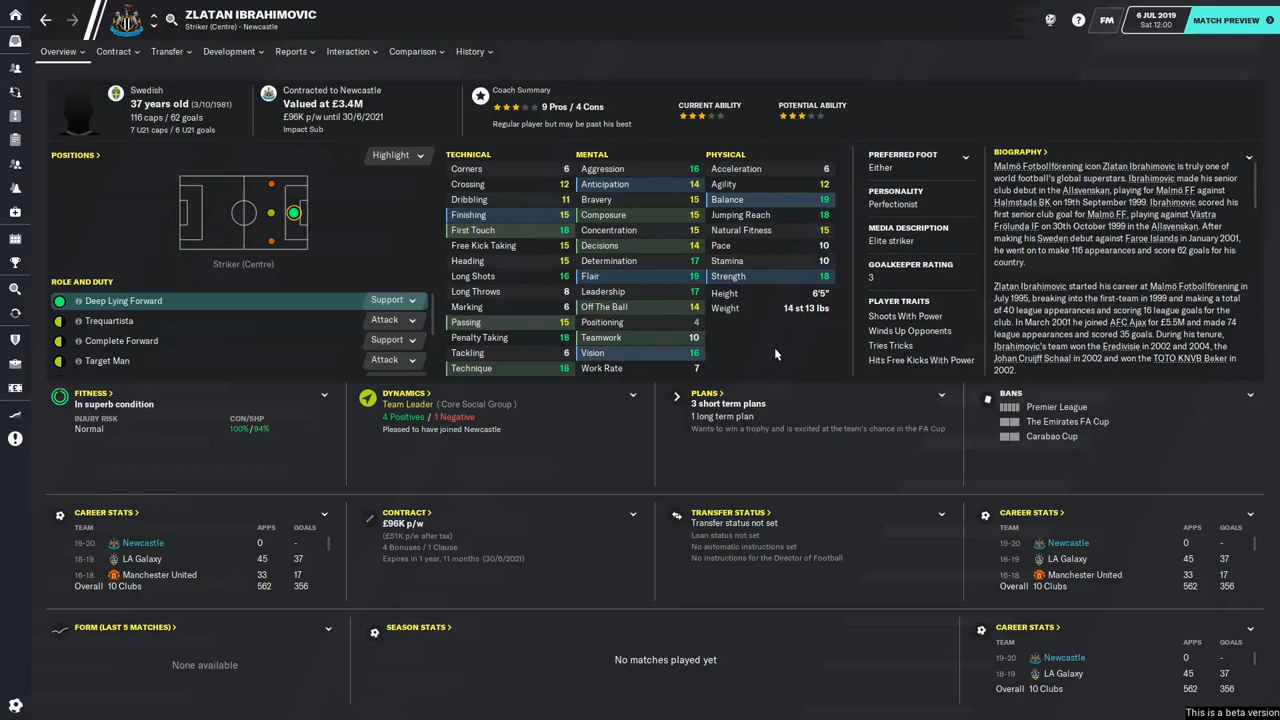 ZLATAN IBRAHIMOVIC
Striker (Centre) - Newcastle
FM
6 JUL 2019
Sat 12:00
MATCH PREVIEW
Overview
Contract
Transfer
Development
Reports
Interaction
Comparison
History
Swedish
37 years old (3/10/1981)
116 caps / 62 goals
7 U21 caps / 6 U21 goals
Contracted to Newcastle
Valued at £3.4M
£96K p/w until 30/6/2021
Impact Sub
Coach Summary
9 Pros / 4 Cons
Regular player but may be past his best
CURRENT ABILITY
POTENTIAL ABILITY
POSITIONS >
Highlight
Striker (Centre)
ROLE AND DUTY
Deep Lying Forward Support
Trequartista Attack
Complete Forward Support
Target Man Attack
TECHNICAL
Corners 6
Crossing 12
Dribbling 11
Finishing 15
First Touch 18
Free Kick Taking 15
Heading 15
Long Shots 16
Long Throws 8
Marking 6
Passing 15
Penalty Taking 18
Tackling 6
Technique 18
MENTAL
Aggression 16
Anticipation 14
Bravery 15
Composure 15
Concentration 15
Decisions 14
Determination 17
Flair 19
Leadership 17
Off The Ball 14
Positioning 4
Teamwork 10
Vision 16
Work Rate 7
PHYSICAL
Acceleration 6
Agility 12
Balance 19
Jumping Reach 18
Natural Fitness 15
Pace 10
Stamina 10
Strength 18
Height 6'5"
Weight 14 st 13 lbs
PREFERRED FOOT
Either
PERSONALITY
Perfectionist
MEDIA DESCRIPTION
Elite striker
GOALKEEPER RATING
3
PLAYER TRAITS
Shoots With Power
Winds Up Opponents
Tries Tricks
Hits Free Kicks With Power
BIOGRAPHY >
Malmö Fotbollförening icon Zlatan Ibrahimovic is truly one of
world football's global superstars. Ibrahimovic made his senior
club debut in the Allsvenskan, playing for Malmö FF against
Halmstads BK on 19th September 1999. Ibrahimovic scored his
first senior club goal for Malmö FF, playing against Västra
Frölunda IF on 30th October 1999 in the Allsvenskan. After
making his Sweden debut against Faroe Islands in January 2001,
he went on to make 116 appearances and score 62 goals for his
country.
Zlatan Ibrahimovic started his career at Malmö Fotbollförening in
July 1995, breaking into the first-team in 1999 and making a total
of 40 league appearances and scoring 16 league goals for the
club. In March 2001 he joined AFC Ajax for £5.5M and made 74
league appearances and scored 35 goals. During his tenure,
Ibrahimovic's team won the Eredivisie in 2002 and 2004, the
Johan Cruijff Schaal in 2002 and won the TOTO KNVB Beker in
2002.
FITNESS >
In superb condition
INJURY RISK
Normal
CON/SHP
100%/94%
DYNAMICS >
Team Leader ( Core Social Group )
4 Positives / 1 Negative
Pleased to have joined Newcastle
PLANS >
3 short term plans
1 long term plan
Wants to win a trophy and is excited at the team's chance in the FA Cup
BANS
Premier League
The Emirates FA Cup
Carabao Cup
CAREER STATS >
TEAM APPS GOALS
19-20 Newcastle 0 -
18-19 LA Galaxy 45 37
16-18 Manchester United 33 17
Overall 10 Clubs 562 356
CONTRACT >
£96K p/w
(£51K p/w after tax)
4 Bonuses / 1 Clause
Expires in 1 year, 11 months (30/6/2021)
TRANSFER STATUS >
Transfer status not set
Loan status not set
No automatic instructions set
No instructions for the Director of Football
CAREER STATS >
TEAM APPS GOALS
19-20 Newcastle 0 -
18-19 LA Galaxy 45 37
16-18 Manchester United 33 17
Overall 10 Clubs 562 356
FORM (LAST 5 MATCHES) >
None available
SEASON STATS >
No matches played yet
CAREER STATS >
TEAM APPS GOALS
19-20 Newcastle 0 -
18-19 LA Galaxy 45 37
Overall 10 Clubs 562 356
This is a beta version